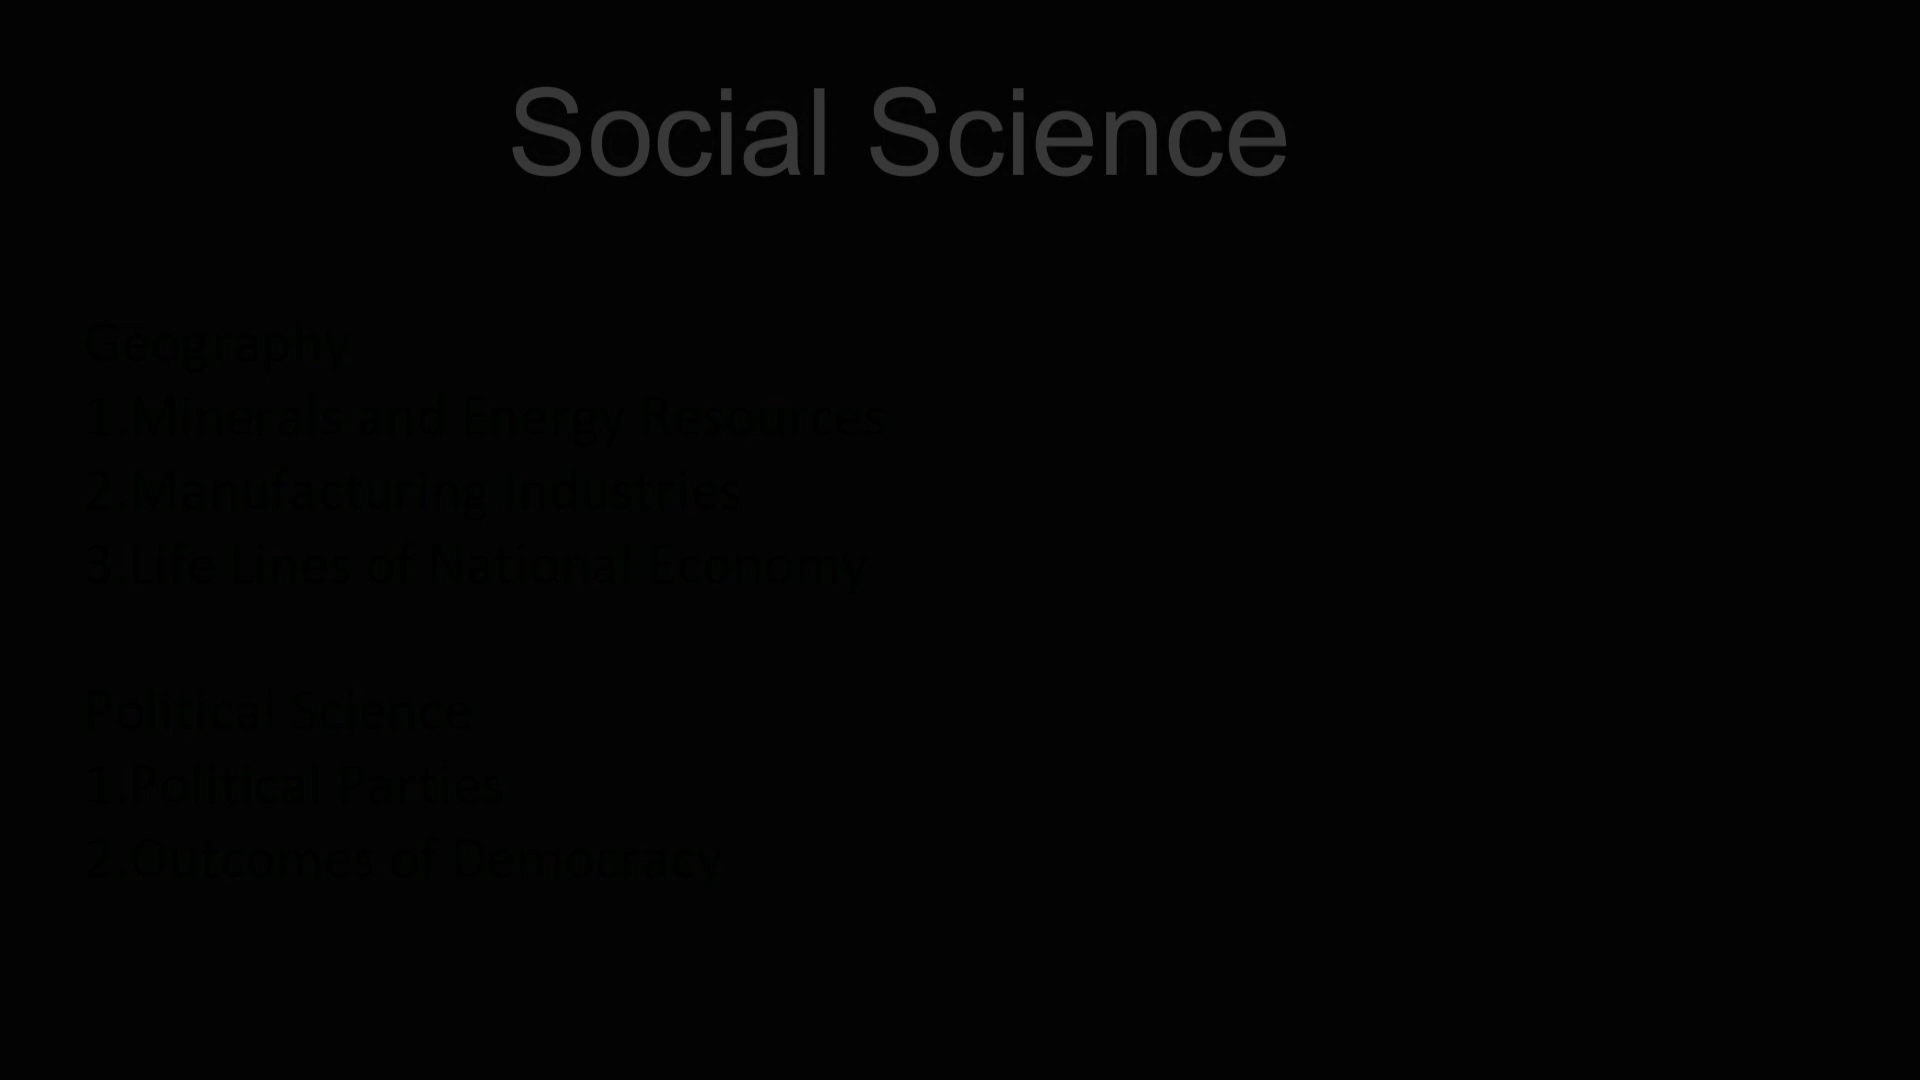 Social Science
Geography
1.Minerals and Energy Resources
2.Manufacturing Industries
3.Life Lines of National Economy
Political Science
1.Political Parties
2.Outcomes of Democracy